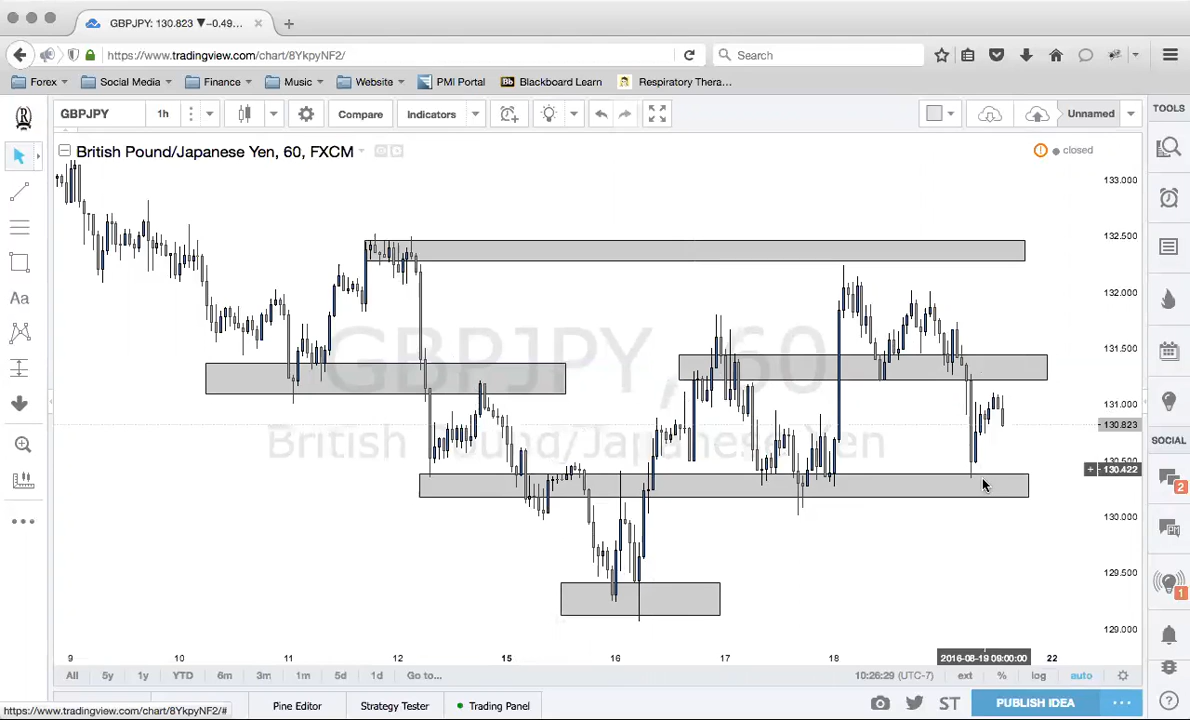 GBPJPY: 130.823 ▼−0.49...
https://www.tradingview.com/chart/8YkpyNF2/
Search
Forex
Social Media
Finance
Music
Website
PMI Portal
Bb Blackboard Learn
Respiratory Thera...
GBPJPY
1h
Compare
Indicators
Unnamed
TOOLS
British Pound/Japanese Yen, 60, FXCM
closed
Aa
GBPJPY, 60
British Pound/Japanese Yen
133.000
132.500
132.000
131.500
131.000
130.823
130.422
130.000
129.500
129.000
SOCIAL
2
1
9
10
11
12
15
16
17
18
2016-08-19 09:00:00
22
All
5y
1y
YTD
6m
3m
1m
5d
1d
Go to...
10:26:29 (UTC-7)
ext
%
log
auto
https://www.tradingview.com/chart/8YkpyNF2/#
Pine Editor
Strategy Tester
Trading Panel
ST
PUBLISH IDEA